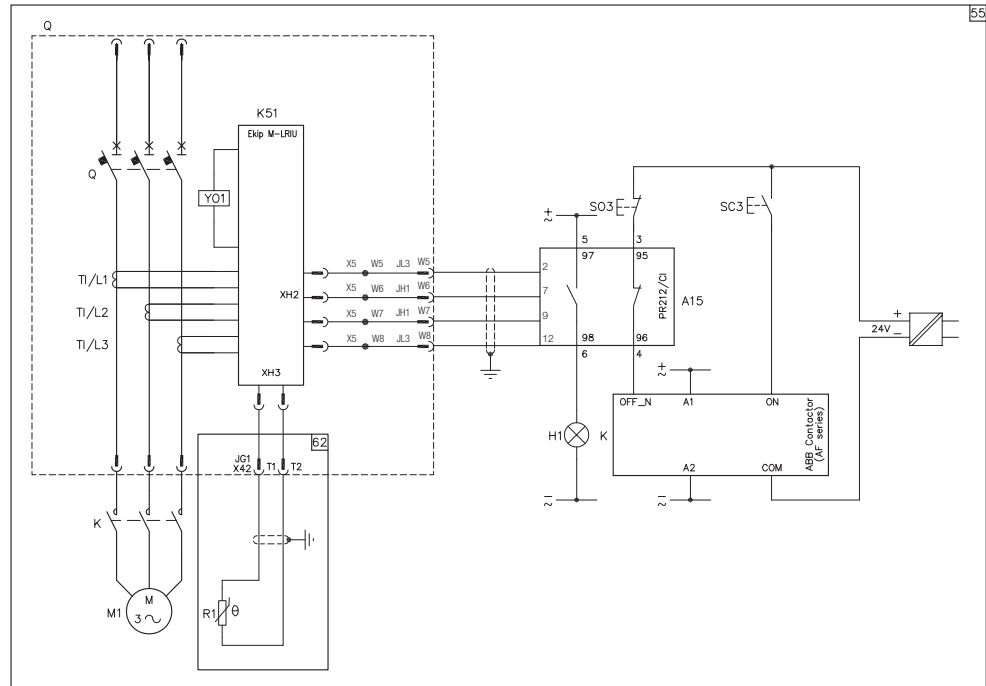 55
Q
K51
Ekip M-LRIU
Q
YO1
SO3
SC3
+
~
5
3
X5 W5 JL3 W5
2
97
95
TI/L1
XH2
X5 W6 JH1 W6
7
PR212/CI
A15
TI/L2
X5 W7 JH1 W7
9
+
24V
–
TI/L3
X5 W8 JL3 W8
12
98
96
6
4
XH3
+
~
OFF_N
A1
ON
62
H1
K
ABB Contactor
(AF series)
JG1
X42
T1
T2
A2
COM
–
~
–
~
K
M1
M
3~
R1
θ